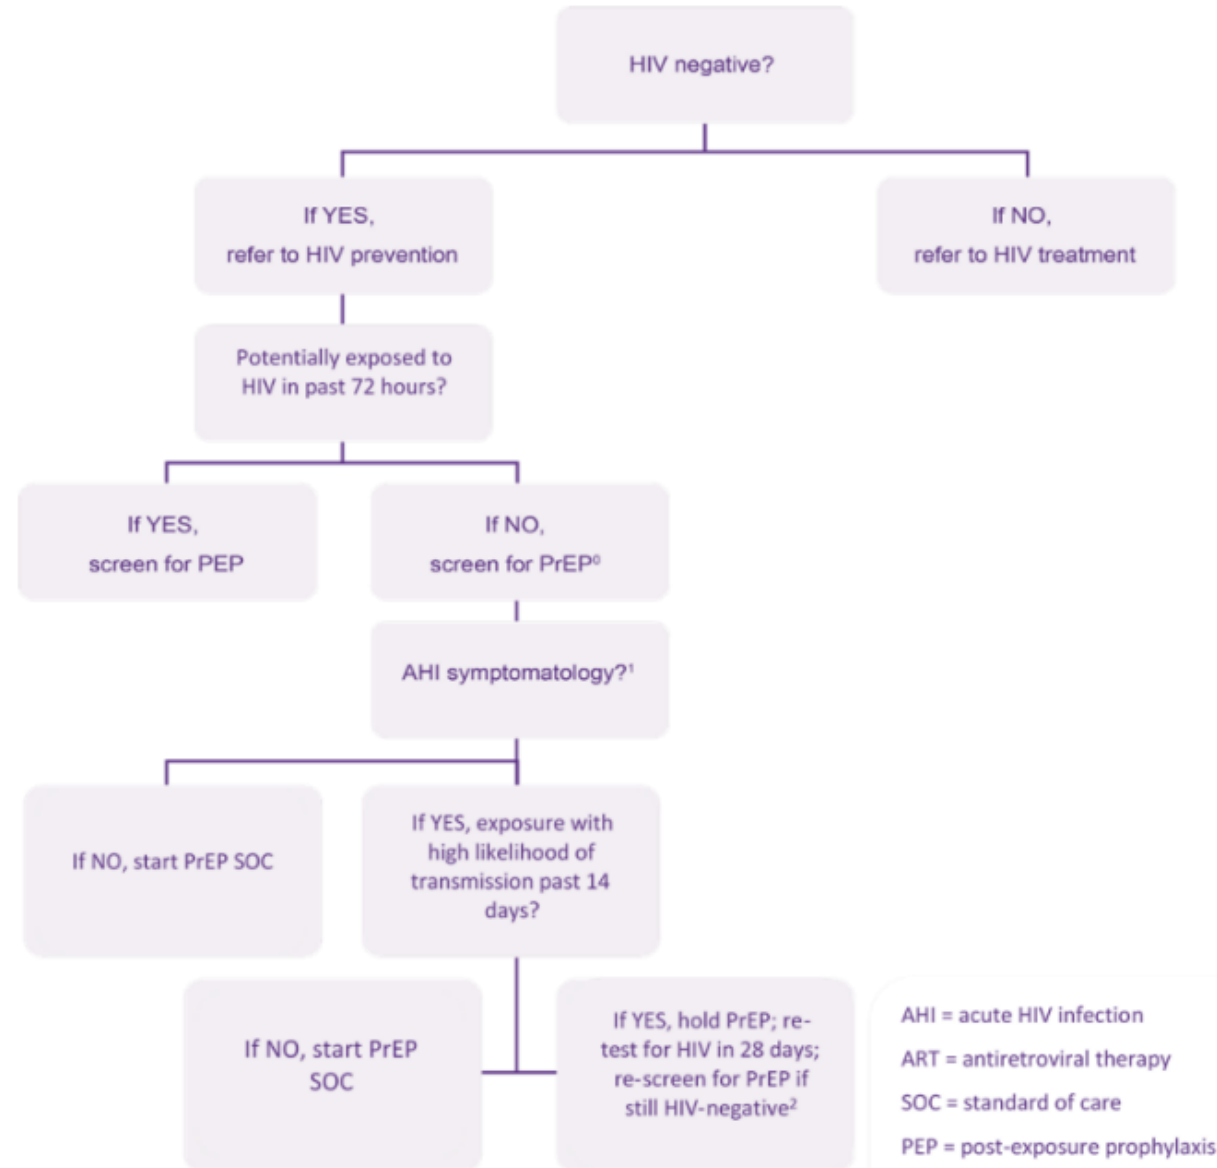 HIV negative?
If YES,
refer to HIV prevention
If NO,
refer to HIV treatment
Potentially exposed to
HIV in past 72 hours?
If YES,
screen for PEP
If NO,
screen for PrEP⁰
AHI symptomatology?¹
If NO, start PrEP SOC
If YES, exposure with
high likelihood of
transmission past 14
days?
If NO, start PrEP
SOC
If YES, hold PrEP; re-
test for HIV in 28 days;
re-screen for PrEP if
still HIV-negative²
AHI = acute HIV infection
ART = antiretroviral therapy
SOC = standard of care
PEP = post-exposure prophylaxis